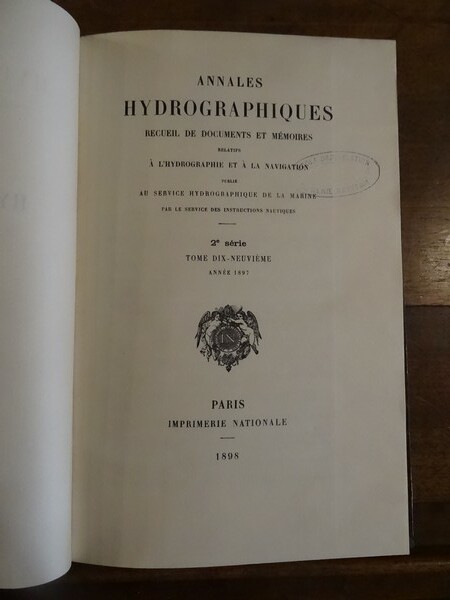 ANNALES
HYDROGRAPHIQUES
RECUEIL DE DOCUMENTS ET MÉMOIRES
RELATIFS
À L'HYDROGRAPHIE ET À LA NAVIGATION
PUBLIÉ
AU SERVICE HYDROGRAPHIQUE DE LA MARINE
PAR LE SERVICE DES INSTRUCTIONS NAUTIQUES
2e série
TOME DIX-NEUVIÈME
ANNÉE 1897
PARIS
IMPRIMERIE NATIONALE
1898